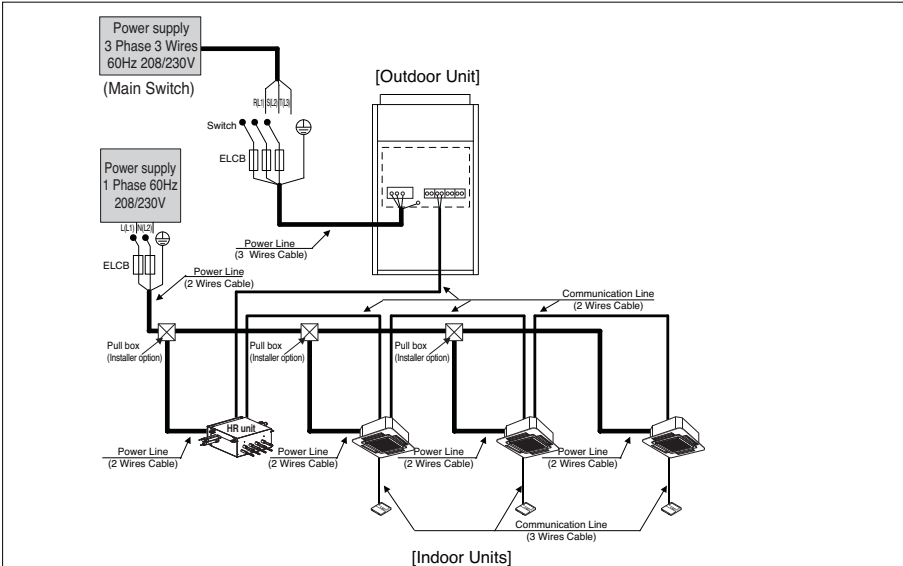 Power supply
3 Phase 3 Wires
60Hz 208/230V
(Main Switch)
[Outdoor Unit]
R(L1) S(L2) T(L3)
Switch
ELCB
Power supply
1 Phase 60Hz
208/230V
L(L1) N(L2)
ELCB
Power Line
(2 Wires Cable)
Power Line
(3 Wires Cable)
Communication Line
(2 Wires Cable)
Pull box
(Installer option)
Pull box
(Installer option)
Pull box
(Installer option)
HR unit
Power Line
(2 Wires Cable)
Power Line
(2 Wires Cable)
Power Line
(2 Wires Cable)
Power Line
(2 Wires Cable)
Communication Line
(3 Wires Cable)
[Indoor Units]